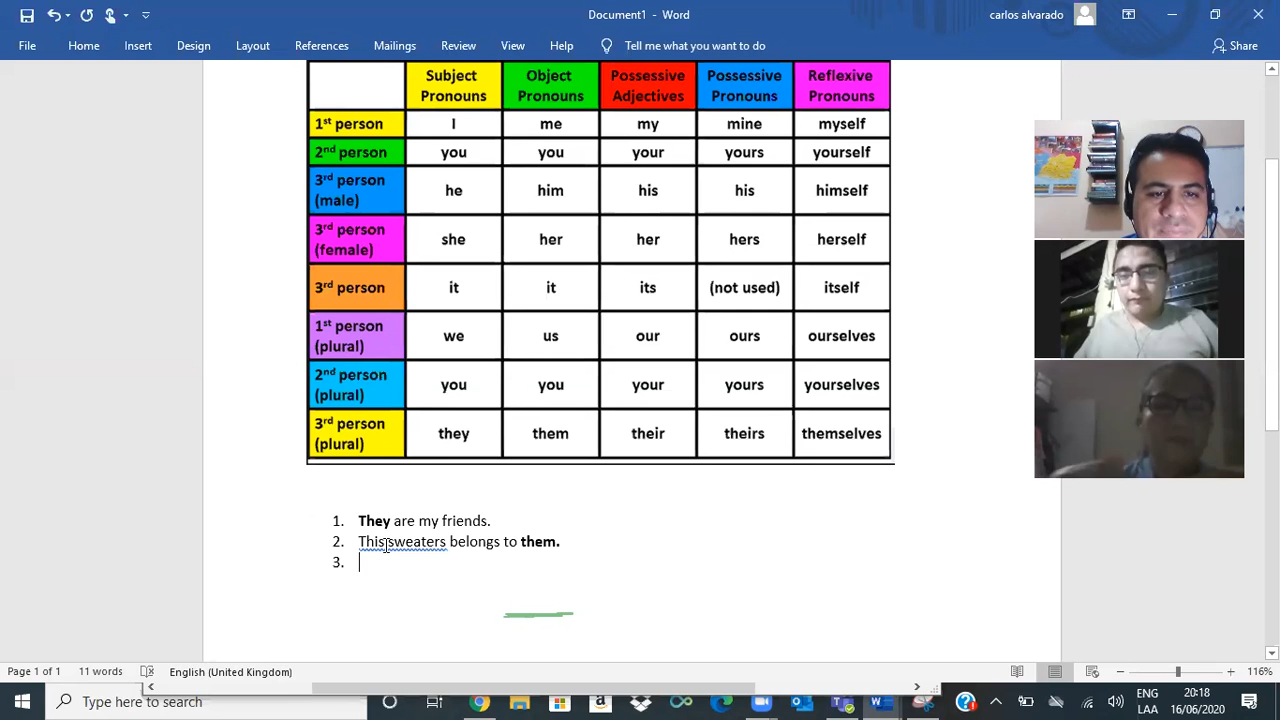 Document1 - Word
carlos alvarado
File Home Insert Design Layout References Mailings Review View Help Tell me what you want to do Share
Subject Pronouns Object Pronouns Possessive Adjectives Possessive Pronouns Reflexive Pronouns
1st person I me my mine myself
2nd person you you your yours yourself
3rd person (male) he him his his himself
3rd person (female) she her her hers herself
3rd person it it its (not used) itself
1st person (plural) we us our ours ourselves
2nd person (plural) you you your yours yourselves
3rd person (plural) they them their theirs themselves
1. They are my friends.
2. This sweaters belongs to them.
3.
Page 1 of 1 11 words English (United Kingdom) 116%
Type here to search
ENG 20:18
LAA 16/06/2020